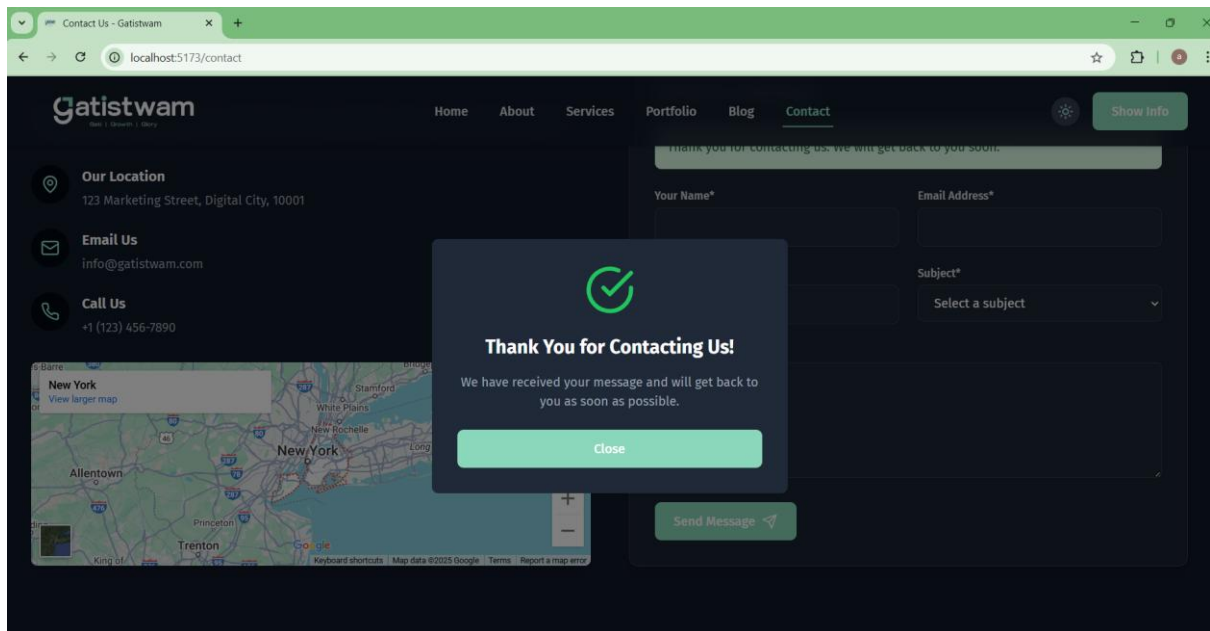 Contact Us - Gatistwam
localhost:5173/contact
a
gatistwam
Home About Services Portfolio Blog Contact
Show Info
Our Location
123 Marketing Street, Digital City, 10001
Email Us
info@gatistwam.com
Call Us
+1 (123) 456-7890
New York
View larger map
Stamford
White Plains
New Rochelle
New York
Long
Allentown
Princeton
Trenton
King of
Google
Keyboard shortcuts Map data ©2025 Google Terms Report a map error
Thank you for contacting us. We will get back to you soon.
Your Name*
Email Address*
Subject*
Select a subject
Send Message
Thank You for Contacting Us!
We have received your message and will get back to
you as soon as possible.
Close